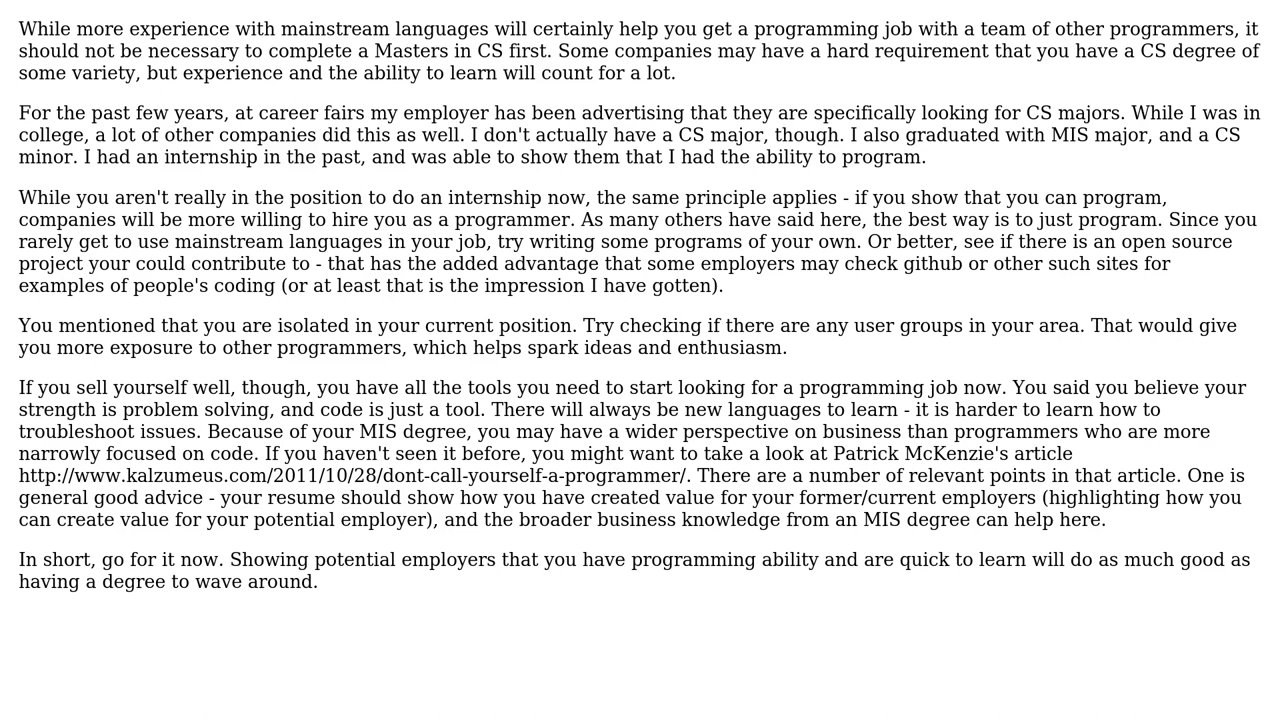 While more experience with mainstream languages will certainly help you get a programming job with a team of other programmers, it
should not be necessary to complete a Masters in CS first. Some companies may have a hard requirement that you have a CS degree of
some variety, but experience and the ability to learn will count for a lot.
For the past few years, at career fairs my employer has been advertising that they are specifically looking for CS majors. While I was in
college, a lot of other companies did this as well. I don't actually have a CS major, though. I also graduated with MIS major, and a CS
minor. I had an internship in the past, and was able to show them that I had the ability to program.
While you aren't really in the position to do an internship now, the same principle applies - if you show that you can program,
companies will be more willing to hire you as a programmer. As many others have said here, the best way is to just program. Since you
rarely get to use mainstream languages in your job, try writing some programs of your own. Or better, see if there is an open source
project your could contribute to - that has the added advantage that some employers may check github or other such sites for
examples of people's coding (or at least that is the impression I have gotten).
You mentioned that you are isolated in your current position. Try checking if there are any user groups in your area. That would give
you more exposure to other programmers, which helps spark ideas and enthusiasm.
If you sell yourself well, though, you have all the tools you need to start looking for a programming job now. You said you believe your
strength is problem solving, and code is just a tool. There will always be new languages to learn - it is harder to learn how to
troubleshoot issues. Because of your MIS degree, you may have a wider perspective on business than programmers who are more
narrowly focused on code. If you haven't seen it before, you might want to take a look at Patrick McKenzie's article
http://www.kalzumeus.com/2011/10/28/dont-call-yourself-a-programmer/. There are a number of relevant points in that article. One is
general good advice - your resume should show how you have created value for your former/current employers (highlighting how you
can create value for your potential employer), and the broader business knowledge from an MIS degree can help here.
In short, go for it now. Showing potential employers that you have programming ability and are quick to learn will do as much good as
having a degree to wave around.